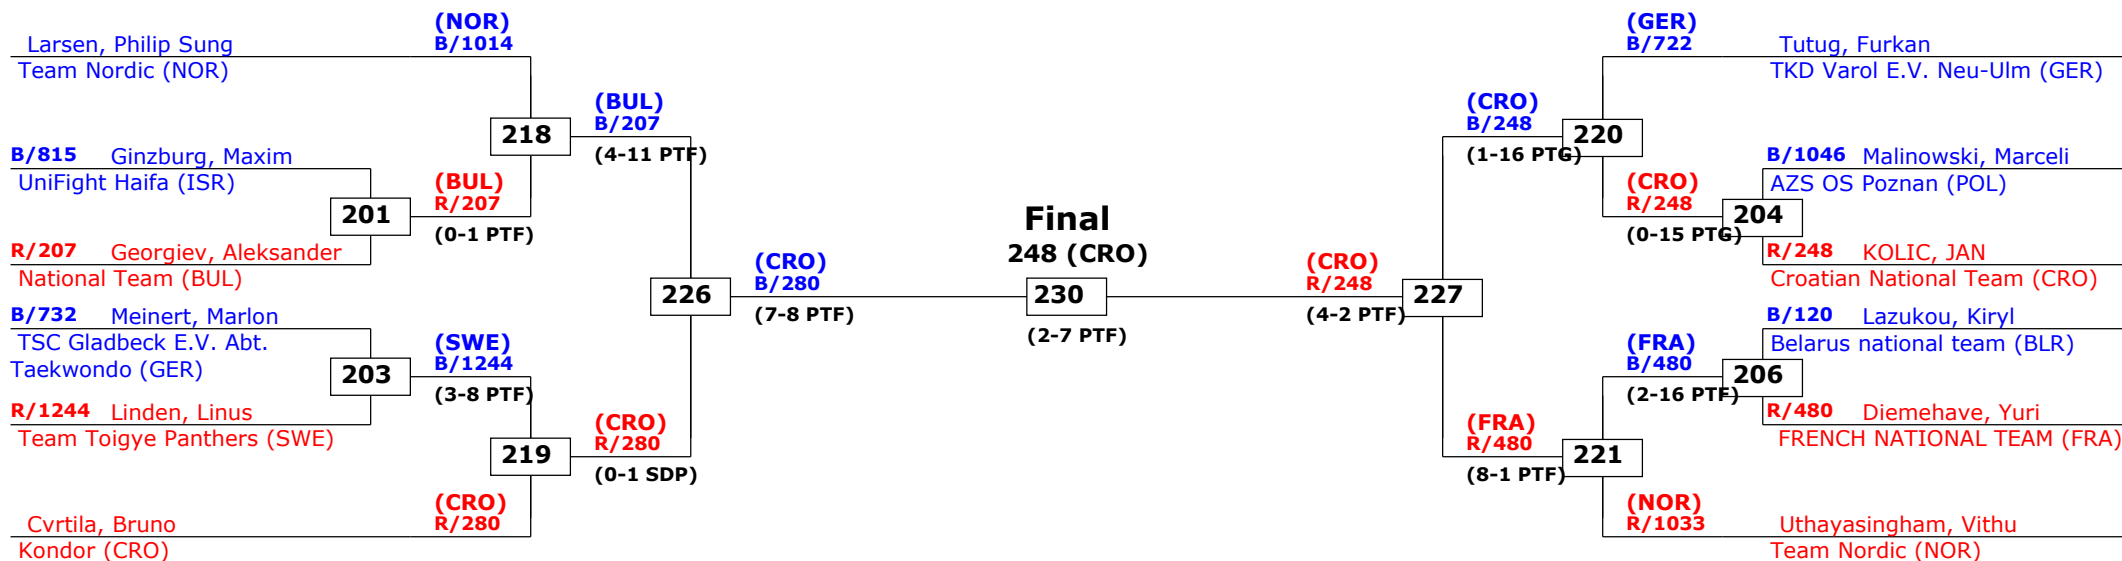 (NOR)
B/1014
Larsen, Philip Sung
Team Nordic (NOR)
218
(BUL)
B/207
(4-11 PTF)
B/815 Ginzburg, Maxim
UniFight Haifa (ISR)
201
(BUL)
R/207
(0-1 PTF)
R/207 Georgiev, Aleksander
National Team (BUL)
B/732 Meinert, Marlon
TSC Gladbeck E.V. Abt.
Taekwondo (GER)
203
(SWE)
B/1244
(3-8 PTF)
R/1244 Linden, Linus
Team Toigye Panthers (SWE)
219
(CRO)
R/280
(0-1 SDP)
(CRO)
R/280
Cvrtila, Bruno
Kondor (CRO)
226
(CRO)
B/280
(7-8 PTF)
Final
248 (CRO)
230
(2-7 PTF)
(CRO)
R/248
(4-2 PTF)
227
(CRO)
B/248
(1-16 PTG)
220
(GER)
B/722
Tutug, Furkan
TKD Varol E.V. Neu-Ulm (GER)
B/1046 Malinowski, Marceli
AZS OS Poznan (POL)
(CRO)
R/248
(0-15 PTG)
204
R/248 KOLIC, JAN
Croatian National Team (CRO)
B/120 Lazukou, Kiryl
Belarus national team (BLR)
(FRA)
B/480
(2-16 PTF)
206
R/480 Diemehave, Yuri
FRENCH NATIONAL TEAM (FRA)
(FRA)
R/480
(8-1 PTF)
221
(NOR)
R/1033
Uthayasingham, Vithu
Team Nordic (NOR)